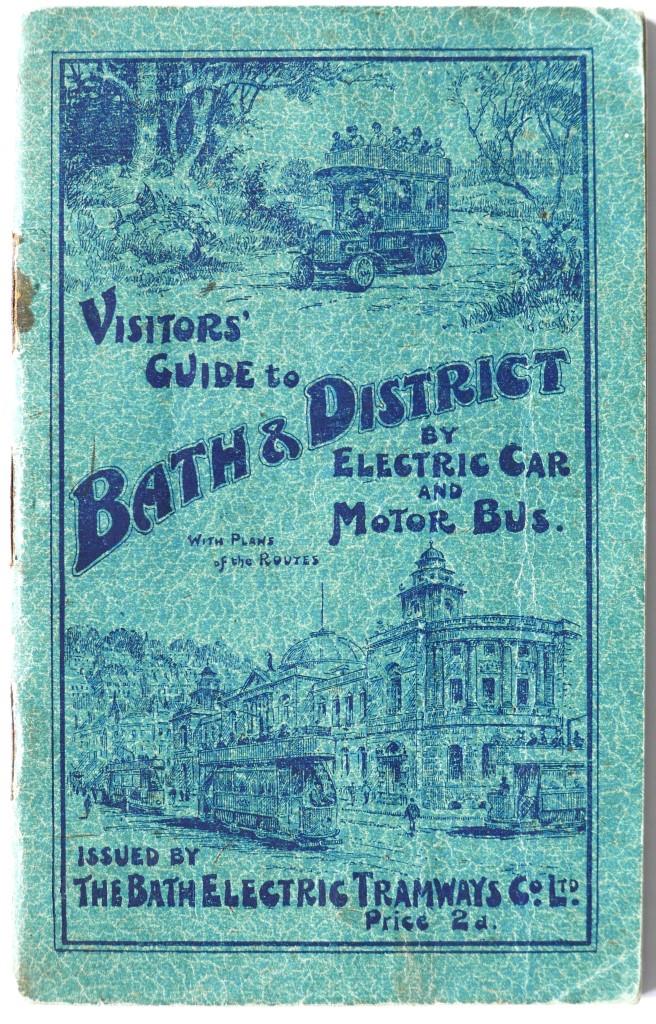 VISITORS'
GUIDE to
BATH & DISTRICT
BY
ELECTRIC CAR
AND
MOTOR BUS.
WITH PLANS
of the ROUTES
ISSUED BY
THE BATH ELECTRIC TRAMWAYS Co. LTD.
Price 2d.